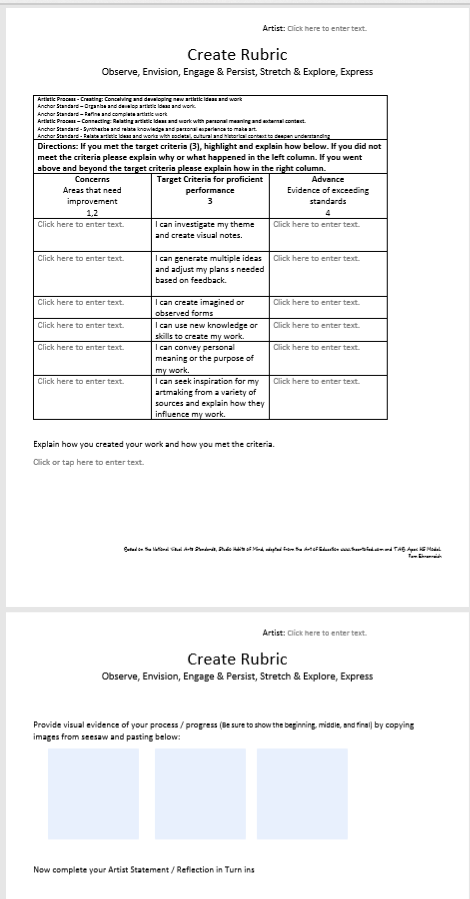 Artist: Click here to enter text.
Create Rubric
Observe, Envision, Engage & Persist, Stretch & Explore, Express
Artistic Process - Creating: Conceiving and developing new artistic ideas and work
Anchor Standard – Organise and develop artistic ideas and work.
Anchor Standard – Refine and complete artistic work
Artistic Process – Connecting: Relating artistic ideas and work with personal meaning and external context.
Anchor Standard - Synthesise and relate knowledge and personal experience to make art.
Anchor Standard - Relate artistic ideas and works with societal, cultural and historical context to deepen understanding
Directions: If you met the target criteria (3), highlight and explain how below. If you did not
meet the criteria please explain why or what happened in the left column. If you went
above and beyond the target criteria please explain how in the right column.
Concerns
Areas that need
improvement
1,2
Target Criteria for proficient
performance
3
Advance
Evidence of exceeding
standards
4
Click here to enter text.
I can investigate my theme
and create visual notes.
Click here to enter text.
Click here to enter text.
I can generate multiple ideas
and adjust my plans s needed
based on feedback.
Click here to enter text.
Click here to enter text.
I can create imagined or
observed forms
Click here to enter text.
Click here to enter text.
I can use new knowledge or
skills to create my work.
Click here to enter text.
Click here to enter text.
I can convey personal
meaning or the purpose of
my work.
Click here to enter text.
Click here to enter text.
I can seek inspiration for my
artmaking from a variety of
sources and explain how they
influence my work.
Click here to enter text.
Explain how you created your work and how you met the criteria.
Click or tap here to enter text.
Based on the National Visual Arts Standards, Studio Habits of Mind, adapted from the Art of Education www.theartofed.com and TAB Apex HS Model.
Artist: Click here to enter text.
Create Rubric
Observe, Envision, Engage & Persist, Stretch & Explore, Express
Provide visual evidence of your process / progress (Be sure to show the beginning, middle, and final) by copying
images from seesaw and pasting below:
Now complete your Artist Statement / Reflection in Turn ins